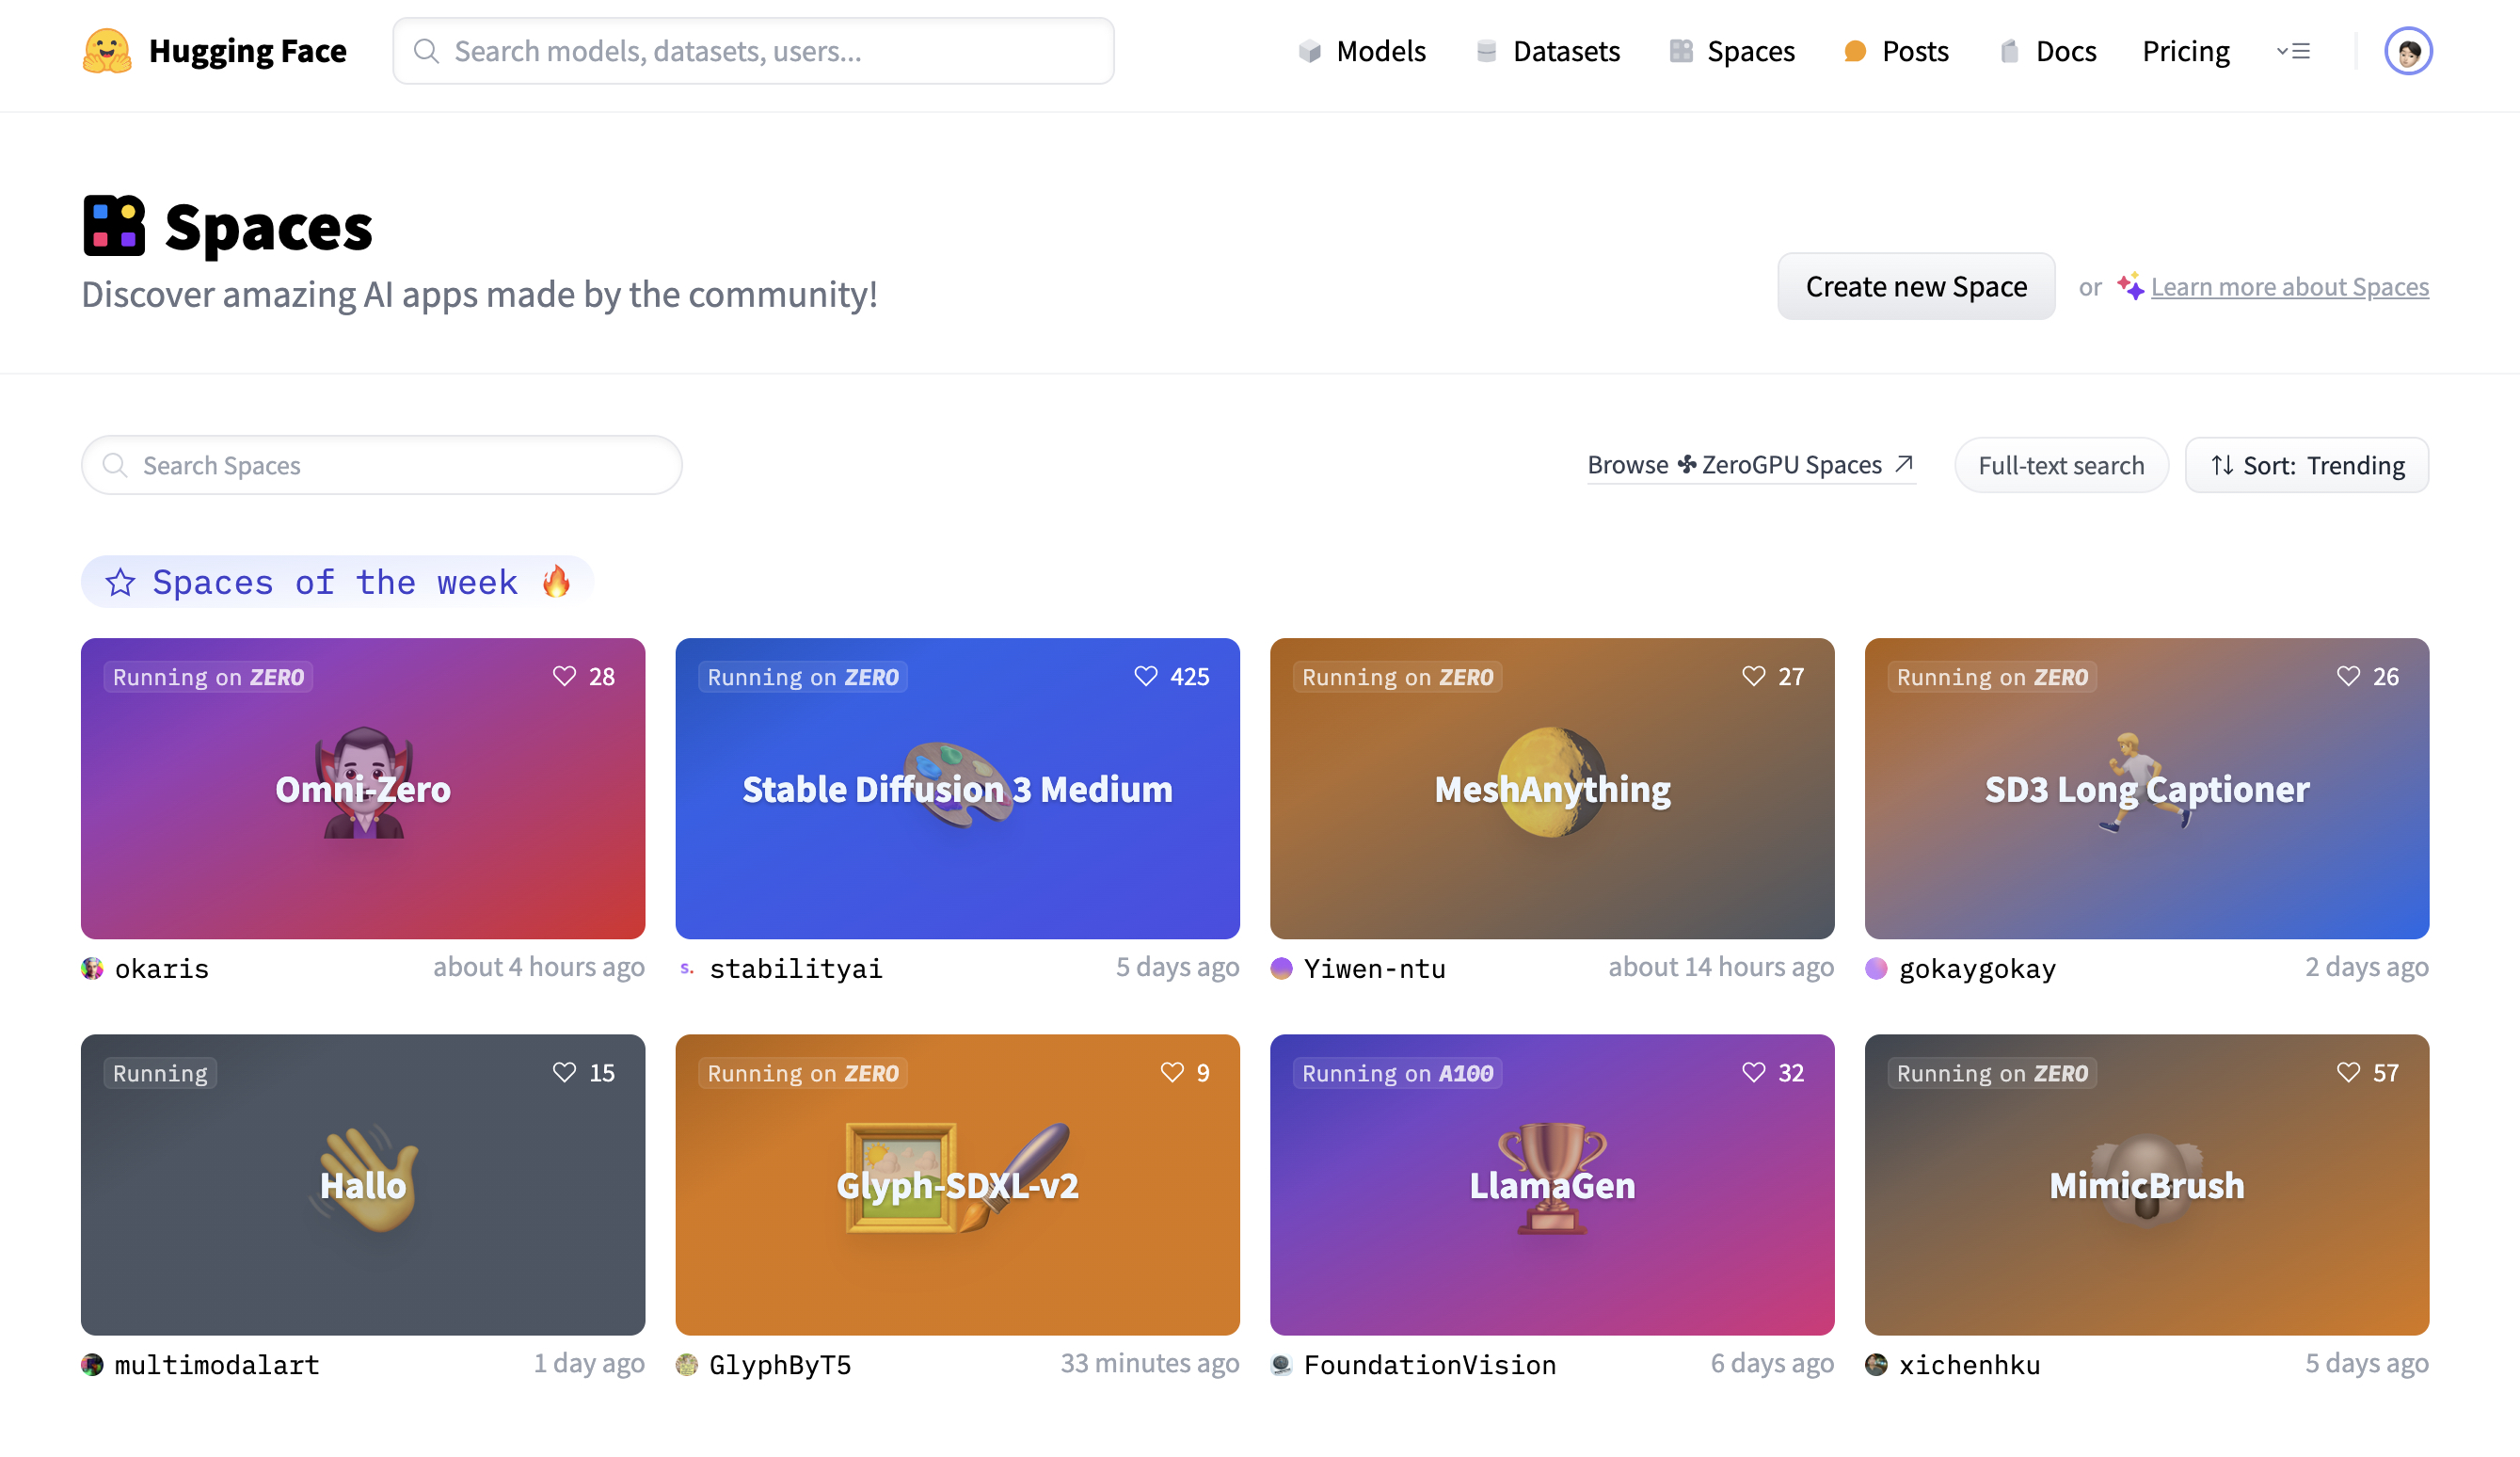 Hugging Face
Search models, datasets, users...
Models
Datasets
Spaces
Posts
Docs
Pricing
Spaces
Discover amazing AI apps made by the community!
Create new Space
or
Learn more about Spaces
Search Spaces
Browse ZeroGPU Spaces
Full-text search
Sort: Trending
Spaces of the week
Running on ZERO
28
Omni-Zero
okaris
about 4 hours ago
Running on ZERO
425
Stable Diffusion 3 Medium
s.
stabilityai
5 days ago
Running on ZERO
27
MeshAnything
Yiwen-ntu
about 14 hours ago
Running on ZERO
26
SD3 Long Captioner
gokaygokay
2 days ago
Running
15
Hallo
multimodalart
1 day ago
Running on ZERO
9
Glyph-SDXL-v2
GlyphByT5
33 minutes ago
Running on A100
32
LlamaGen
FoundationVision
6 days ago
Running on ZERO
57
MimicBrush
xichenhku
5 days ago